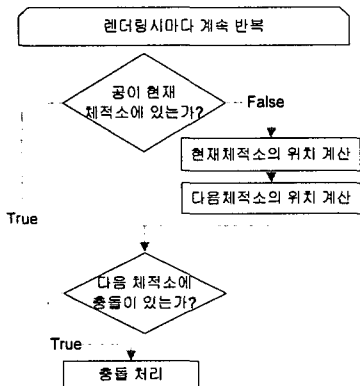 렌더링시마다 계속 반복
공이 현재
체적소에 있는가?
False
현재체적소의 위치 계산
다음체적소의 위치 계산
True
다음 체적소에
충돌이 있는가?
True
충돌 처리